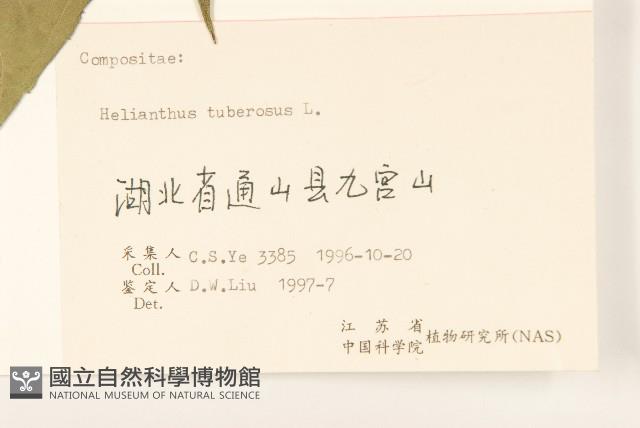 Compositae:
Helianthus tuberosus L.
湖北省通山县九宫山
采集人 C.S.Ye 3385 1996-10-20
Coll.
鉴定人 D.W.Liu 1997-7
Det.
江苏省
中国科学院 植物研究所(NAS)
國立自然科學博物館
NATIONAL MUSEUM OF NATURAL SCIENCE